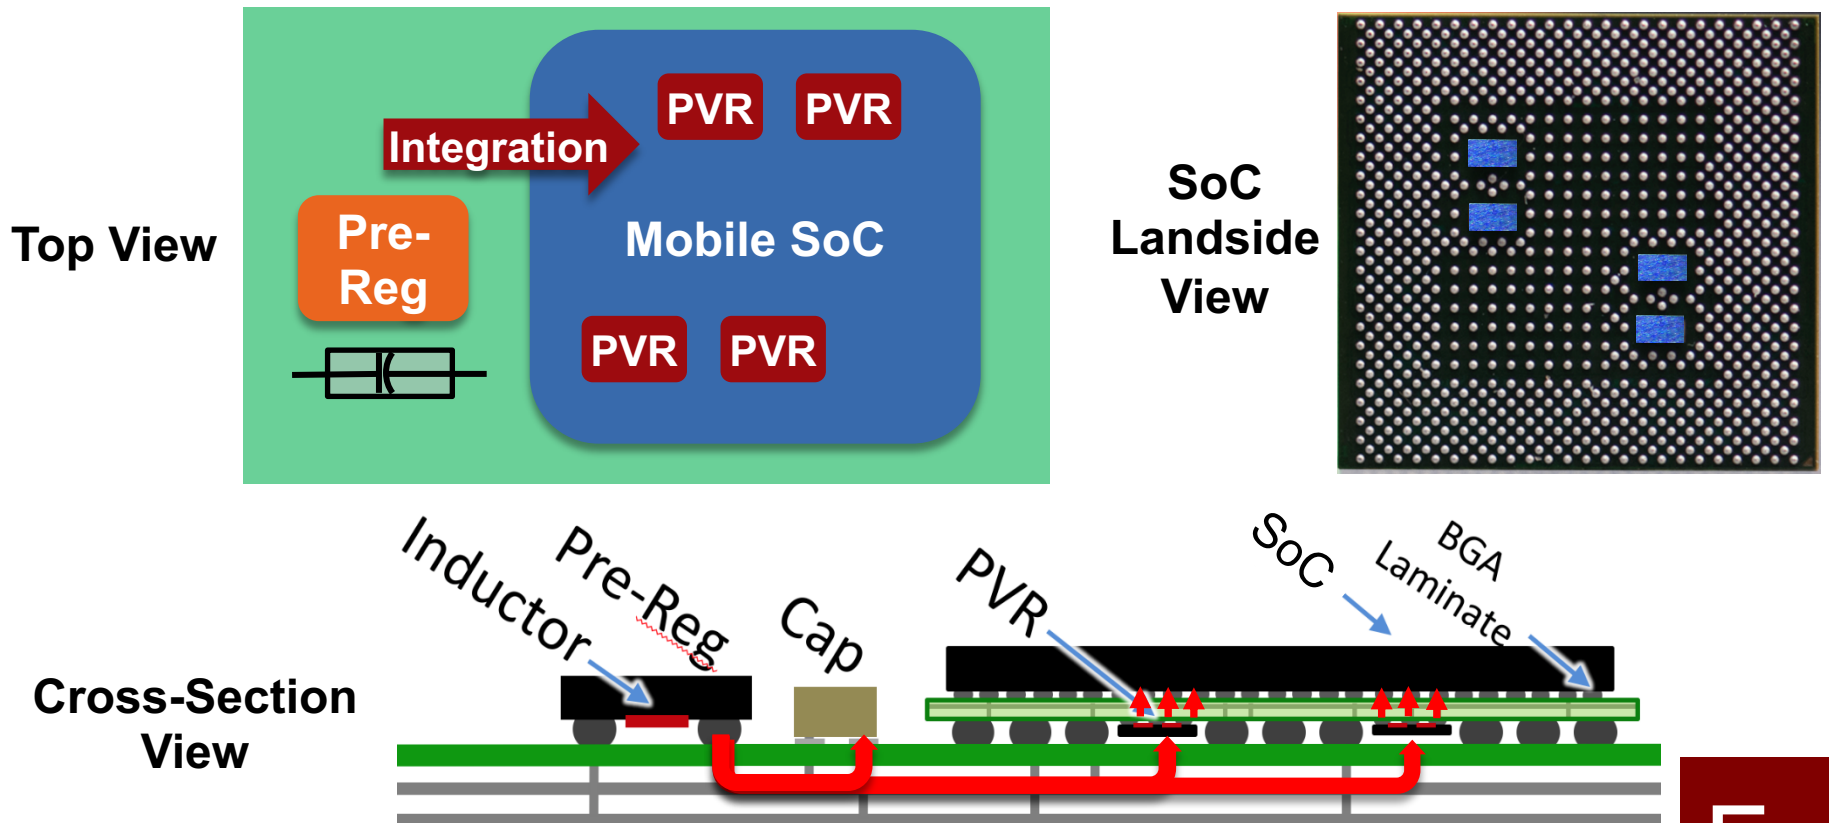 Top View
Integration
PVR
PVR
Pre-
Reg
Mobile SoC
PVR
PVR
SoC
Landside
View
Cross-Section
View
Inductor
Pre-Reg
Cap
PVR
SoC
BGA
Laminate